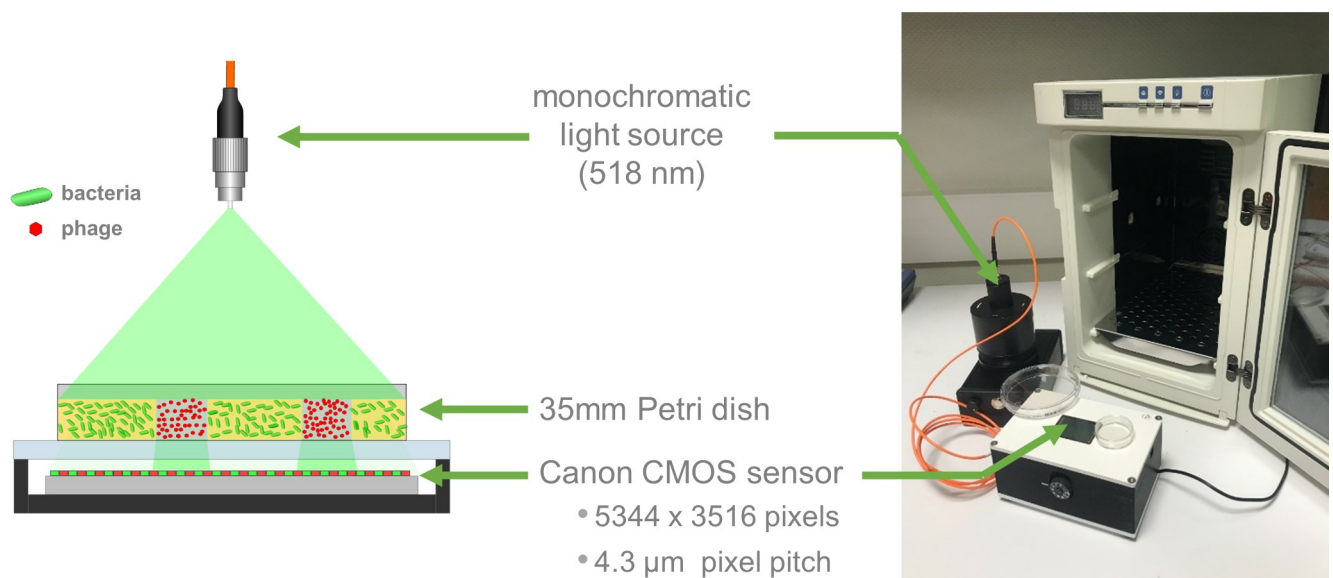 monochromatic
light source
(518 nm)
bacteria
phage
35mm Petri dish
Canon CMOS sensor
• 5344 x 3516 pixels
• 4.3 µm pixel pitch